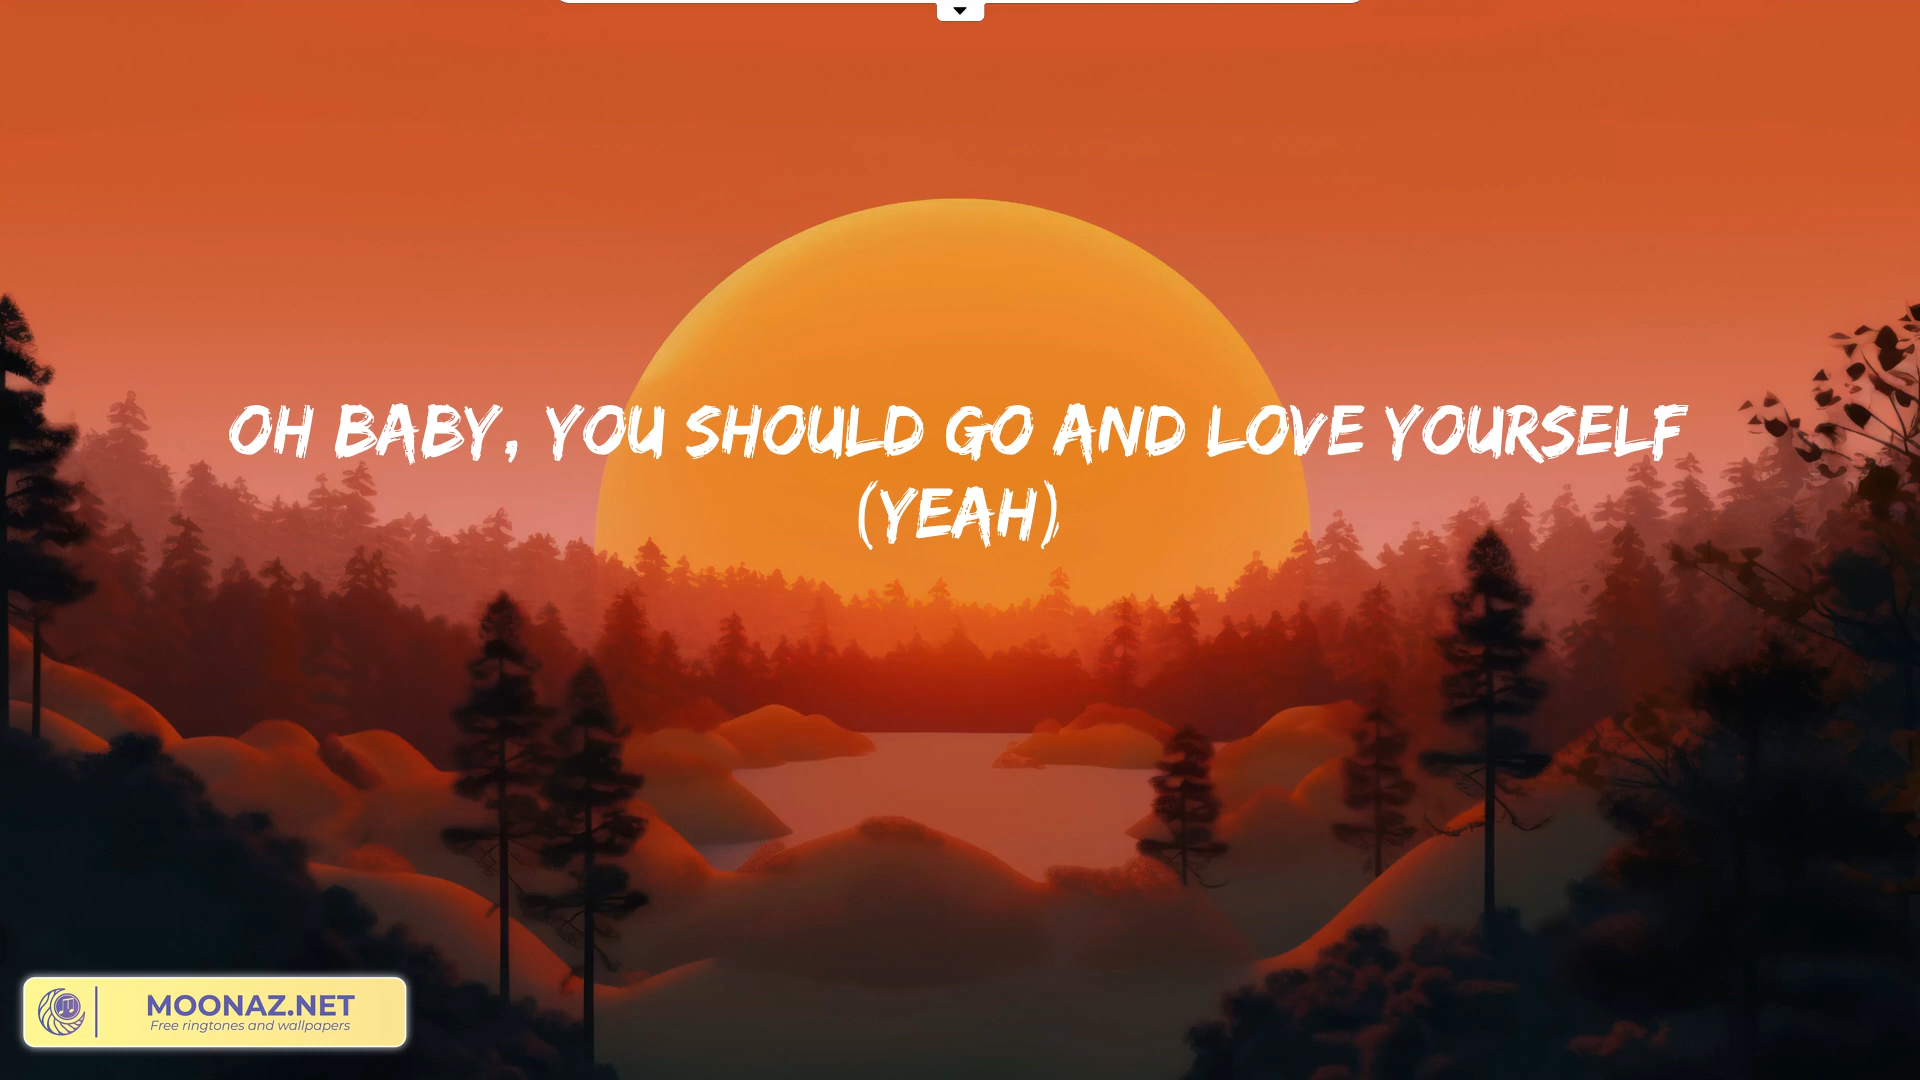 OH BABY, YOU SHOULD GO AND LOVE YOURSELF
(YEAH)
MOONAZ.NET
Free ringtones and wallpapers